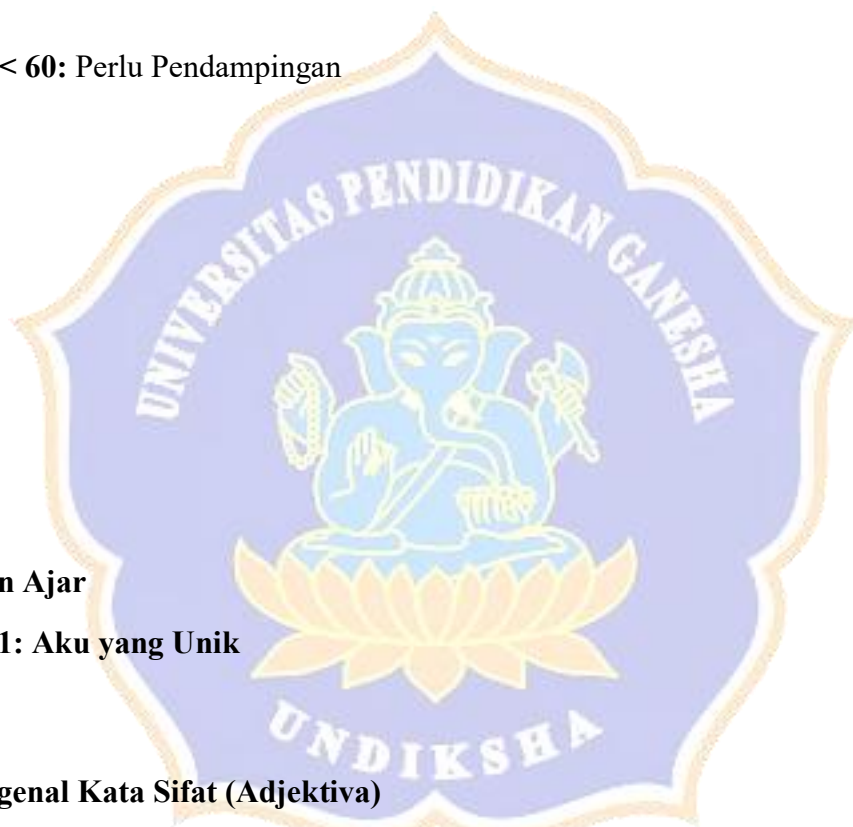 < 60: Perlu Pendampingan
UNIVERSITAS PENDIDIKAN GANESHA
n Ajar
1: Aku yang Unik
UNDIKSHA
genal Kata Sifat (Adjektiva)